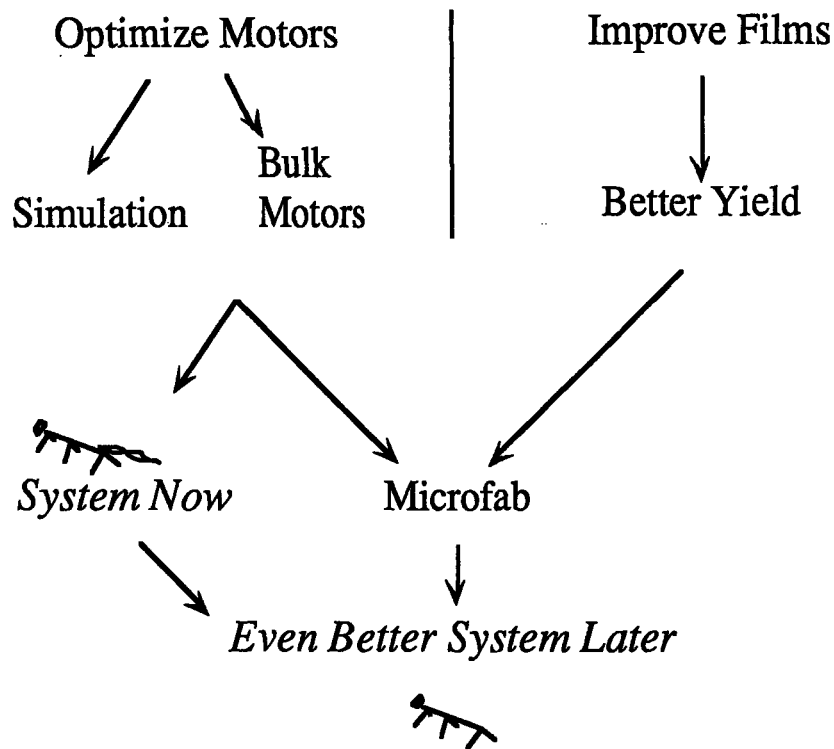 Optimize Motors
Improve Films
Simulation
Bulk
Motors
Better Yield
System Now
Microfab
Even Better System Later